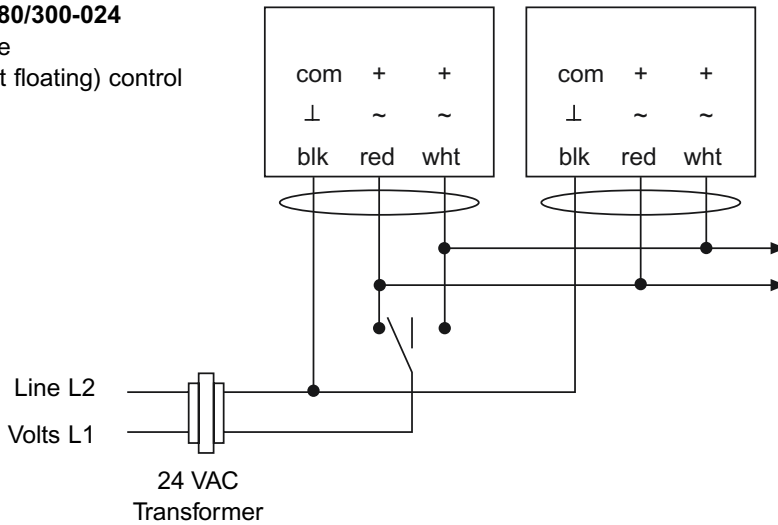 80/300-024
e
t floating) control
com + +
⊥ ~ ~
blk red wht
com + +
⊥ ~ ~
blk red wht
Line L2
Volts L1
24 VAC
Transformer